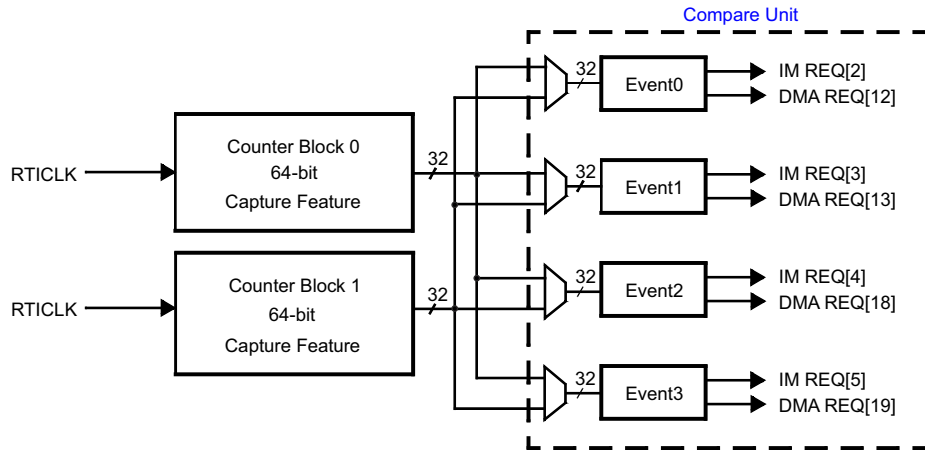 Compare Unit
32
Event0
IM REQ[2]
DMA REQ[12]
RTICLK
Counter Block 0
64-bit
Capture Feature
32
32
Event1
IM REQ[3]
DMA REQ[13]
RTICLK
Counter Block 1
64-bit
Capture Feature
32
32
Event2
IM REQ[4]
DMA REQ[18]
32
Event3
IM REQ[5]
DMA REQ[19]